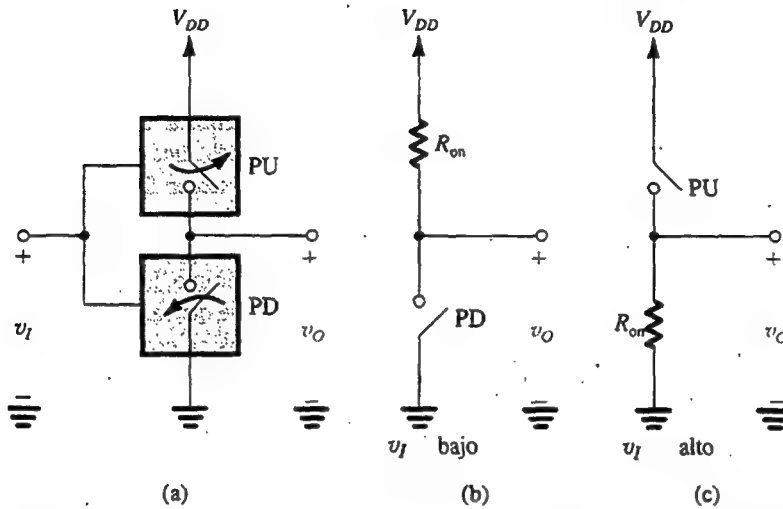 V_DD
PU
PD
+
+
v_I
v_O
−
−
(a)
V_DD
R_on
PD
+
v_O
−
v_I bajo
(b)
V_DD
PU
R_on
+
v_O
−
v_I alto
(c)